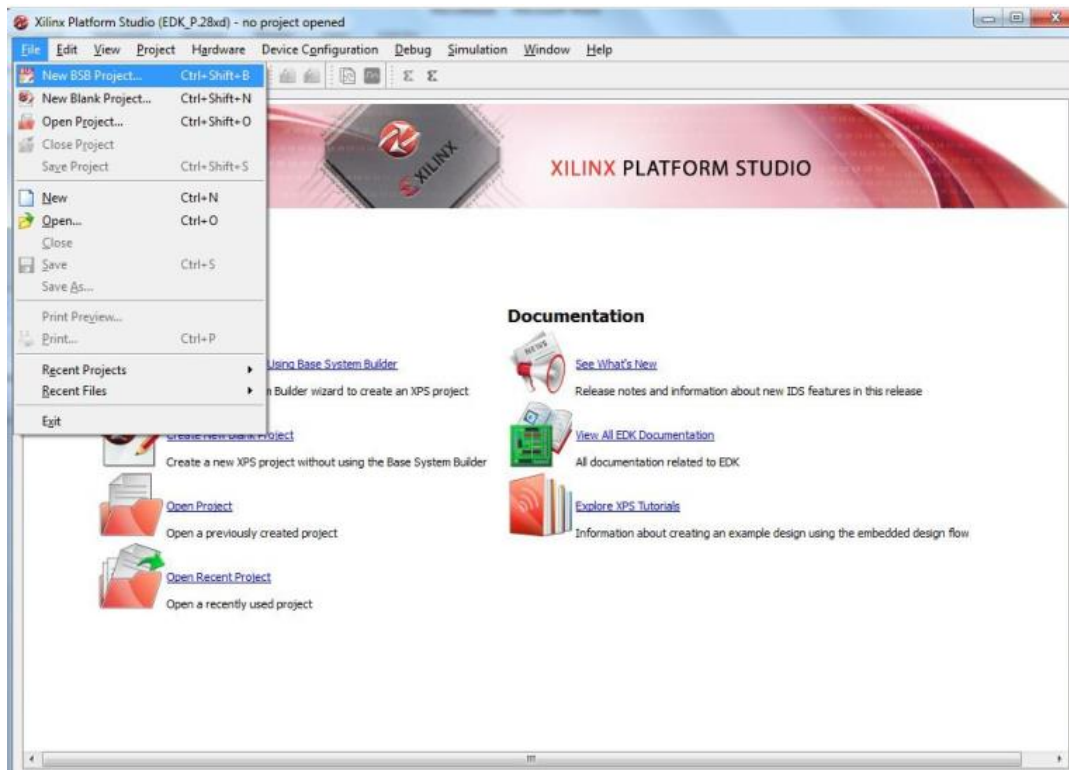 Xilinx Platform Studio (EDK_P.28xd) - no project opened
File Edit View Project Hardware Device Configuration Debug Simulation Window Help
New BSB Project... Ctrl+Shift+B
New Blank Project... Ctrl+Shift+N
Open Project... Ctrl+Shift+O
Close Project
Save Project Ctrl+Shift+S
New Ctrl+N
Open... Ctrl+O
Close
Save Ctrl+S
Save As...
Print Preview...
Print... Ctrl+P
Recent Projects
Recent Files
Exit
XILINX
XILINX PLATFORM STUDIO
Using Base System Builder
Builder wizard to create an XPS project
Create New Blank Project
Create a new XPS project without using the Base System Builder
Open Project
Open a previously created project
Open Recent Project
Open a recently used project
Documentation
NEWS
See What's New
Release notes and information about new IDS features in this release
View All EDK Documentation
All documentation related to EDK
Explore XPS Tutorials
Information about creating an example design using the embedded design flow